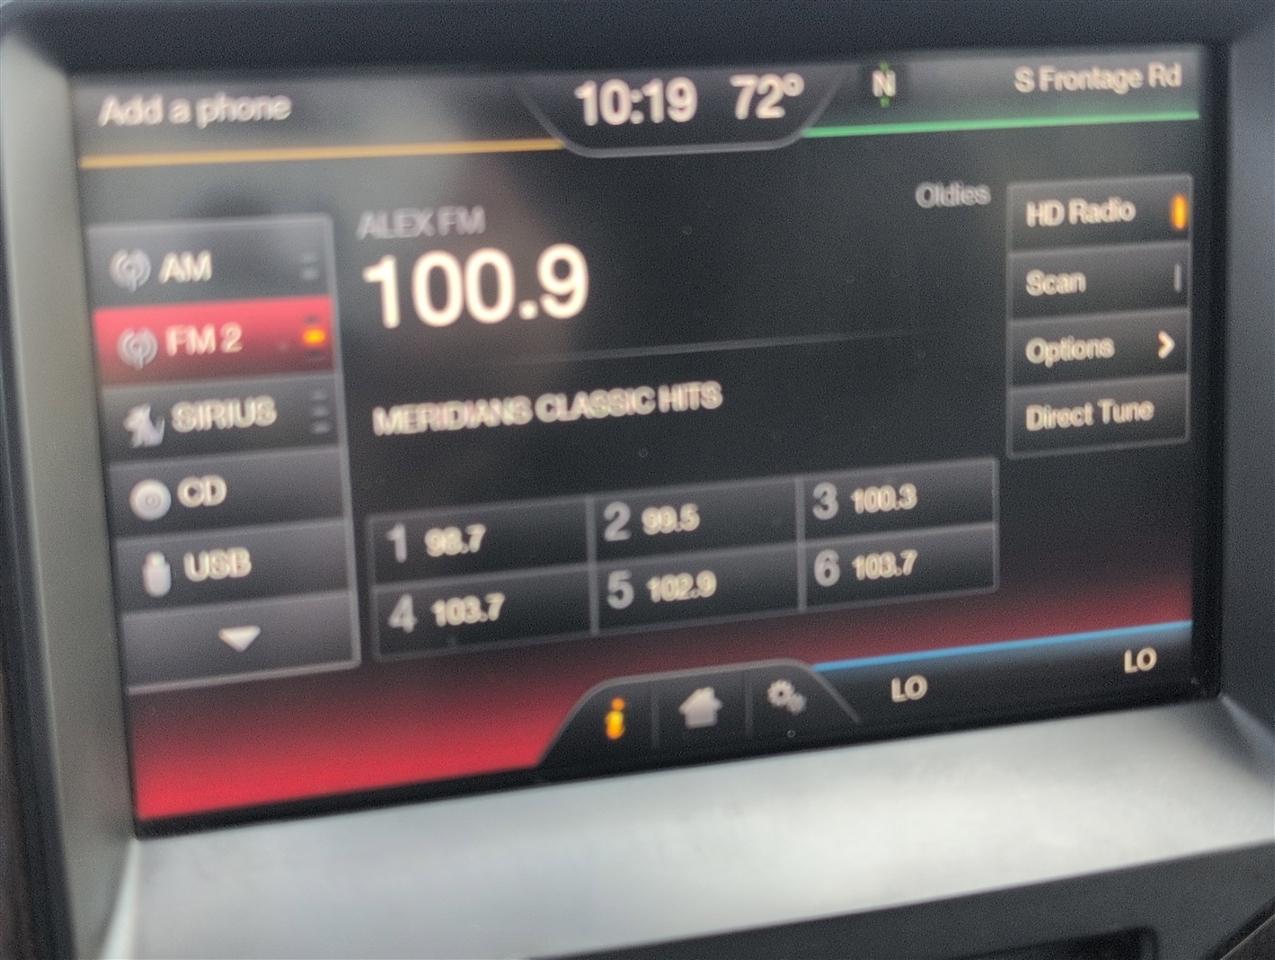 Add a phone
10:19 72°
N
S Frontage Rd
AM
FM 2
SIRIUS
CD
USB
ALEX FM
100.9
Oldies
MERIDIANS CLASSIC HITS
1 98.7
2 99.5
3 100.3
4 103.7
5 102.9
6 103.7
HD Radio
Scan
Options
Direct Tune
i
LO
LO